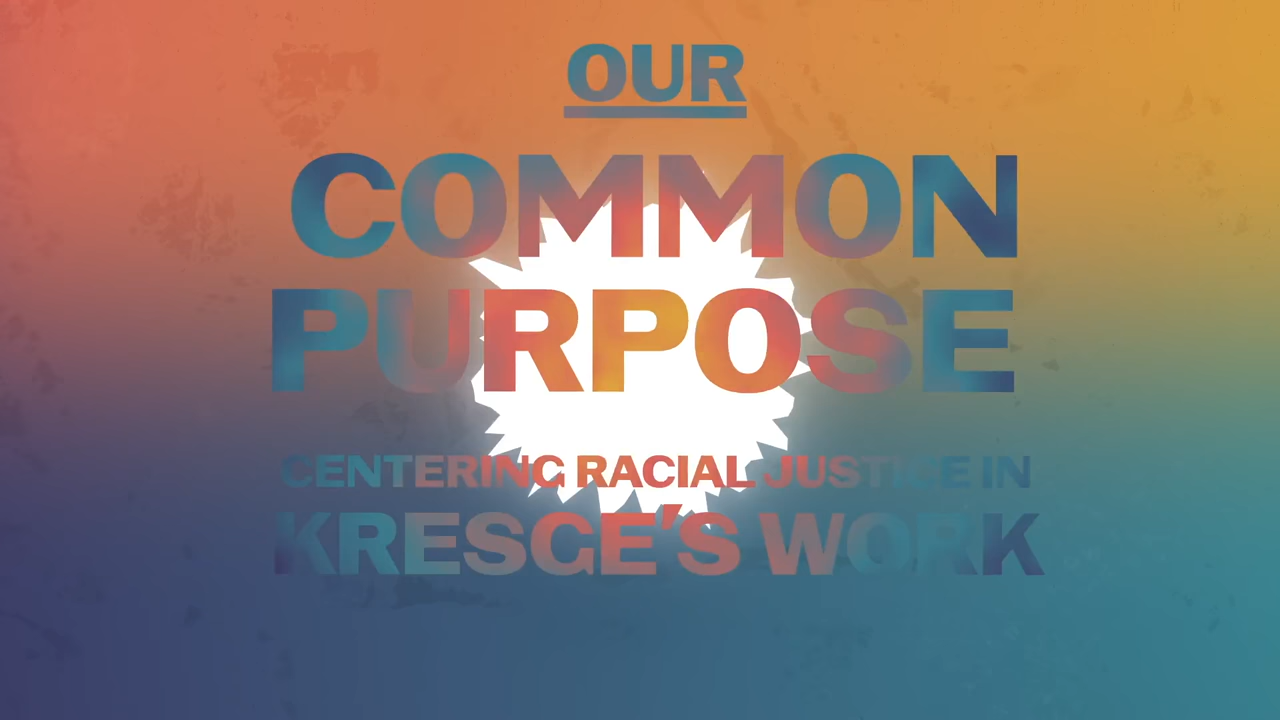 OUR
COMMON
PURPOSE
CENTERING RACIAL JUSTICE IN
KRESGE'S WORK